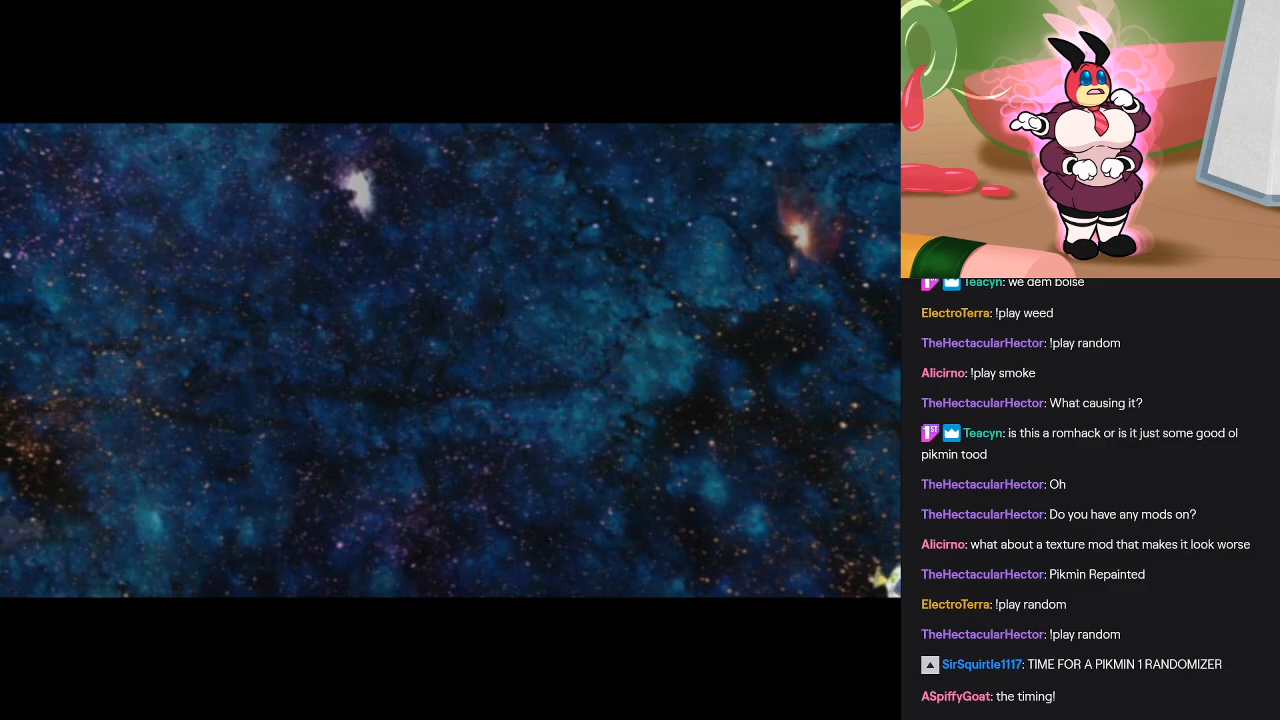 1ST Teacyn: we dem boise
ElectroTerra: !play weed
TheHectacularHector: !play random
Alicirno: !play smoke
TheHectacularHector: What causing it?
1ST Teacyn: is this a romhack or is it just some good ol
pikmin tood
TheHectacularHector: Oh
TheHectacularHector: Do you have any mods on?
Alicirno: what about a texture mod that makes it look worse
TheHectacularHector: Pikmin Repainted
ElectroTerra: !play random
TheHectacularHector: !play random
SirSquirtle1117: TIME FOR A PIKMIN 1 RANDOMIZER
ASpiffyGoat: the timing!